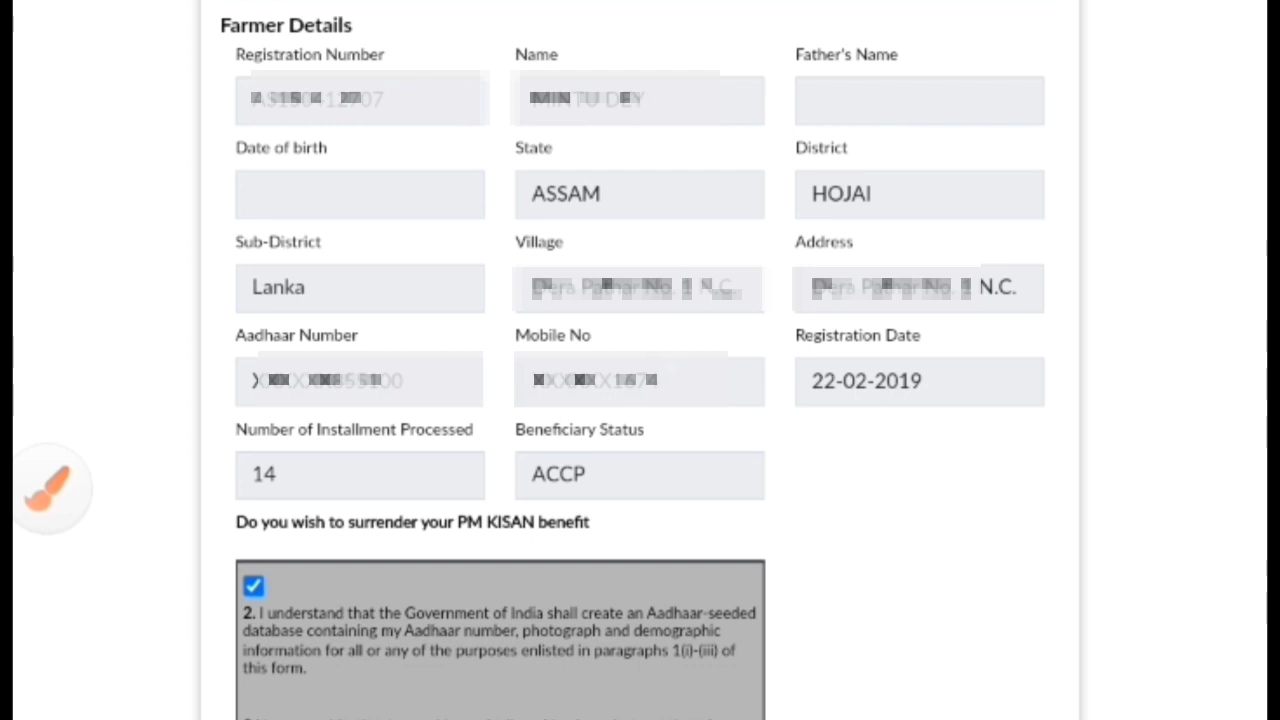 Farmer Details
Registration Number Name Father's Name
Date of birth State District
ASSAM HOJAI
Sub-District Village Address
Lanka N.C.
Aadhaar Number Mobile No Registration Date
22-02-2019
Number of Installment Processed Beneficiary Status
14 ACCP
Do you wish to surrender your PM KISAN benefit
2. I understand that the Government of India shall create an Aadhaar-seeded
database containing my Aadhaar number, photograph and demographic
information for all or any of the purposes enlisted in paragraphs 1(i)-(iii) of
this form.